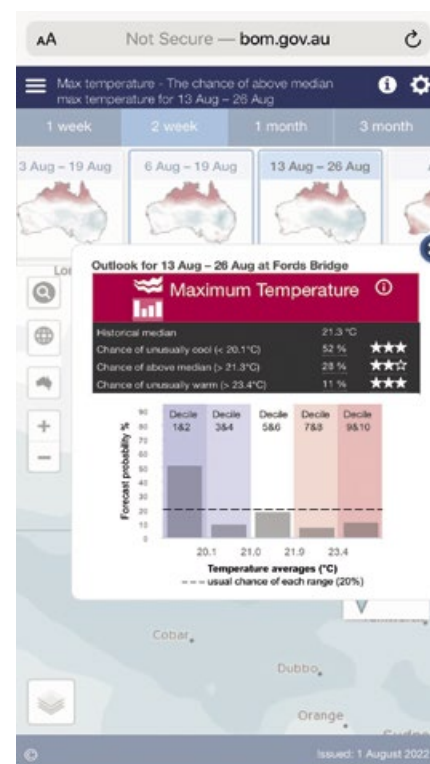 AA Not Secure — bom.gov.au
Max temperature - The chance of above median
max temperature for 13 Aug – 26
Aug
1 week 2 week 1 month 3 month
3 Aug – 19 Aug 6 Aug – 19 Aug 13 Aug – 26 Aug
Outlook for 13 Aug – 26 Aug at Fords Bridge
Maximum Temperature
Historical median 21.3 °C
Chance of unusually cool (< 20.1°C) 52 % ★★★
Chance of above median (> 21.3°C) 28 % ★★☆
Chance of unusually warm (> 23.4°C) 11 % ★★★
Decile Decile Decile Decile Decile
1&2 3&4 5&6 7&8 9&10
Forecast probability %
90
80
70
60
50
40
30
20
10
0
20.1 21.0 21.9 23.4
Temperature averages (°C)
--- usual chance of each range (20%)
Cobar
Dubbo
Orange
© Issued: 1 August 2022